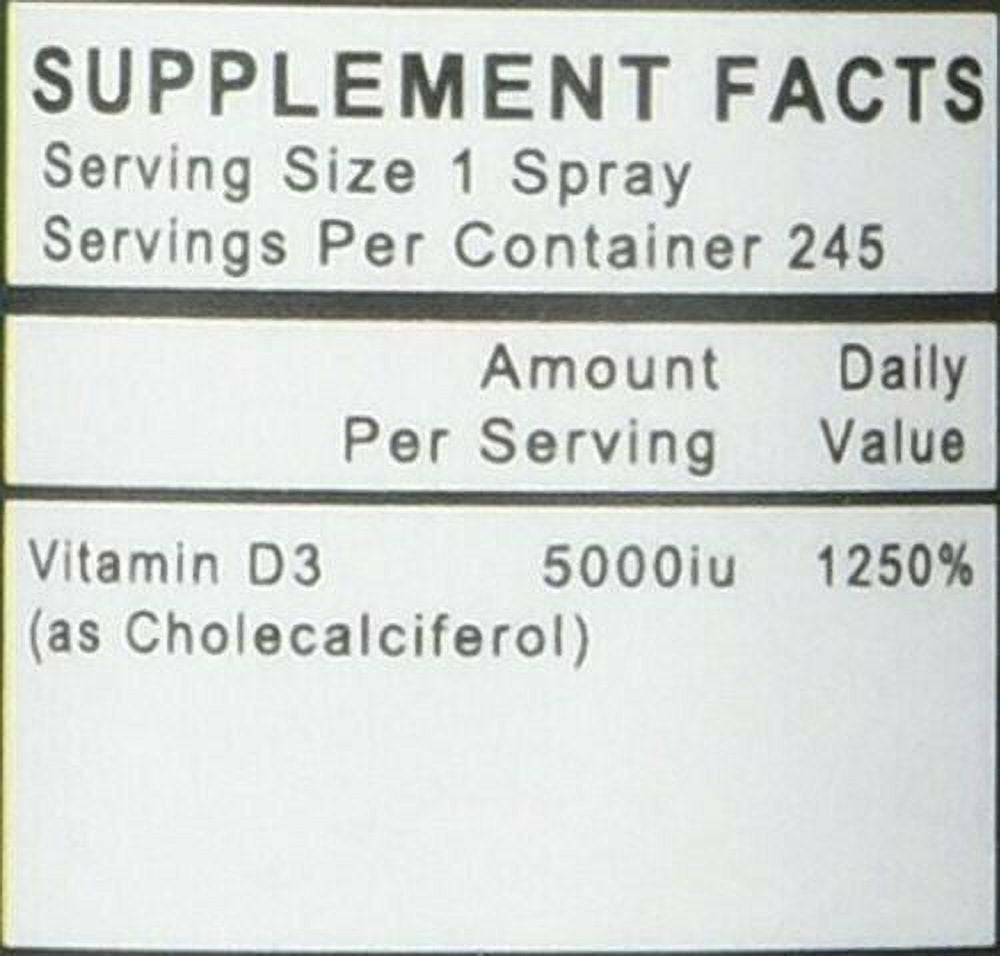 SUPPLEMENT FACTS
Serving Size 1 Spray
Servings Per Container 245
Amount Daily
Per Serving Value
Vitamin D3 5000iu 1250%
(as Cholecalciferol)